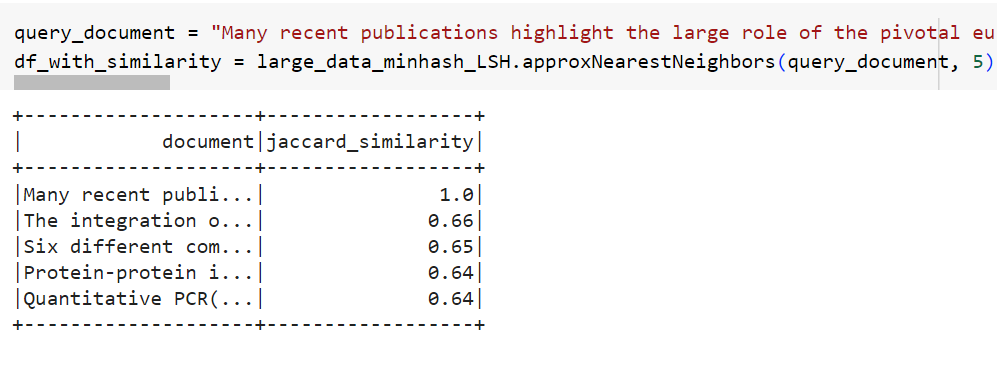 query_document = "Many recent publications highlight the large role of the pivotal eu
df_with_similarity = large_data_minhash_LSH.approxNearestNeighbors(query_document, 5)
+--------------------+------------------+
|            document|jaccard_similarity|
+--------------------+------------------+
|Many recent publi...|               1.0|
|The integration o...|              0.66|
|Six different com...|              0.65|
|Protein-protein i...|              0.64|
|Quantitative PCR(...|              0.64|
+--------------------+------------------+